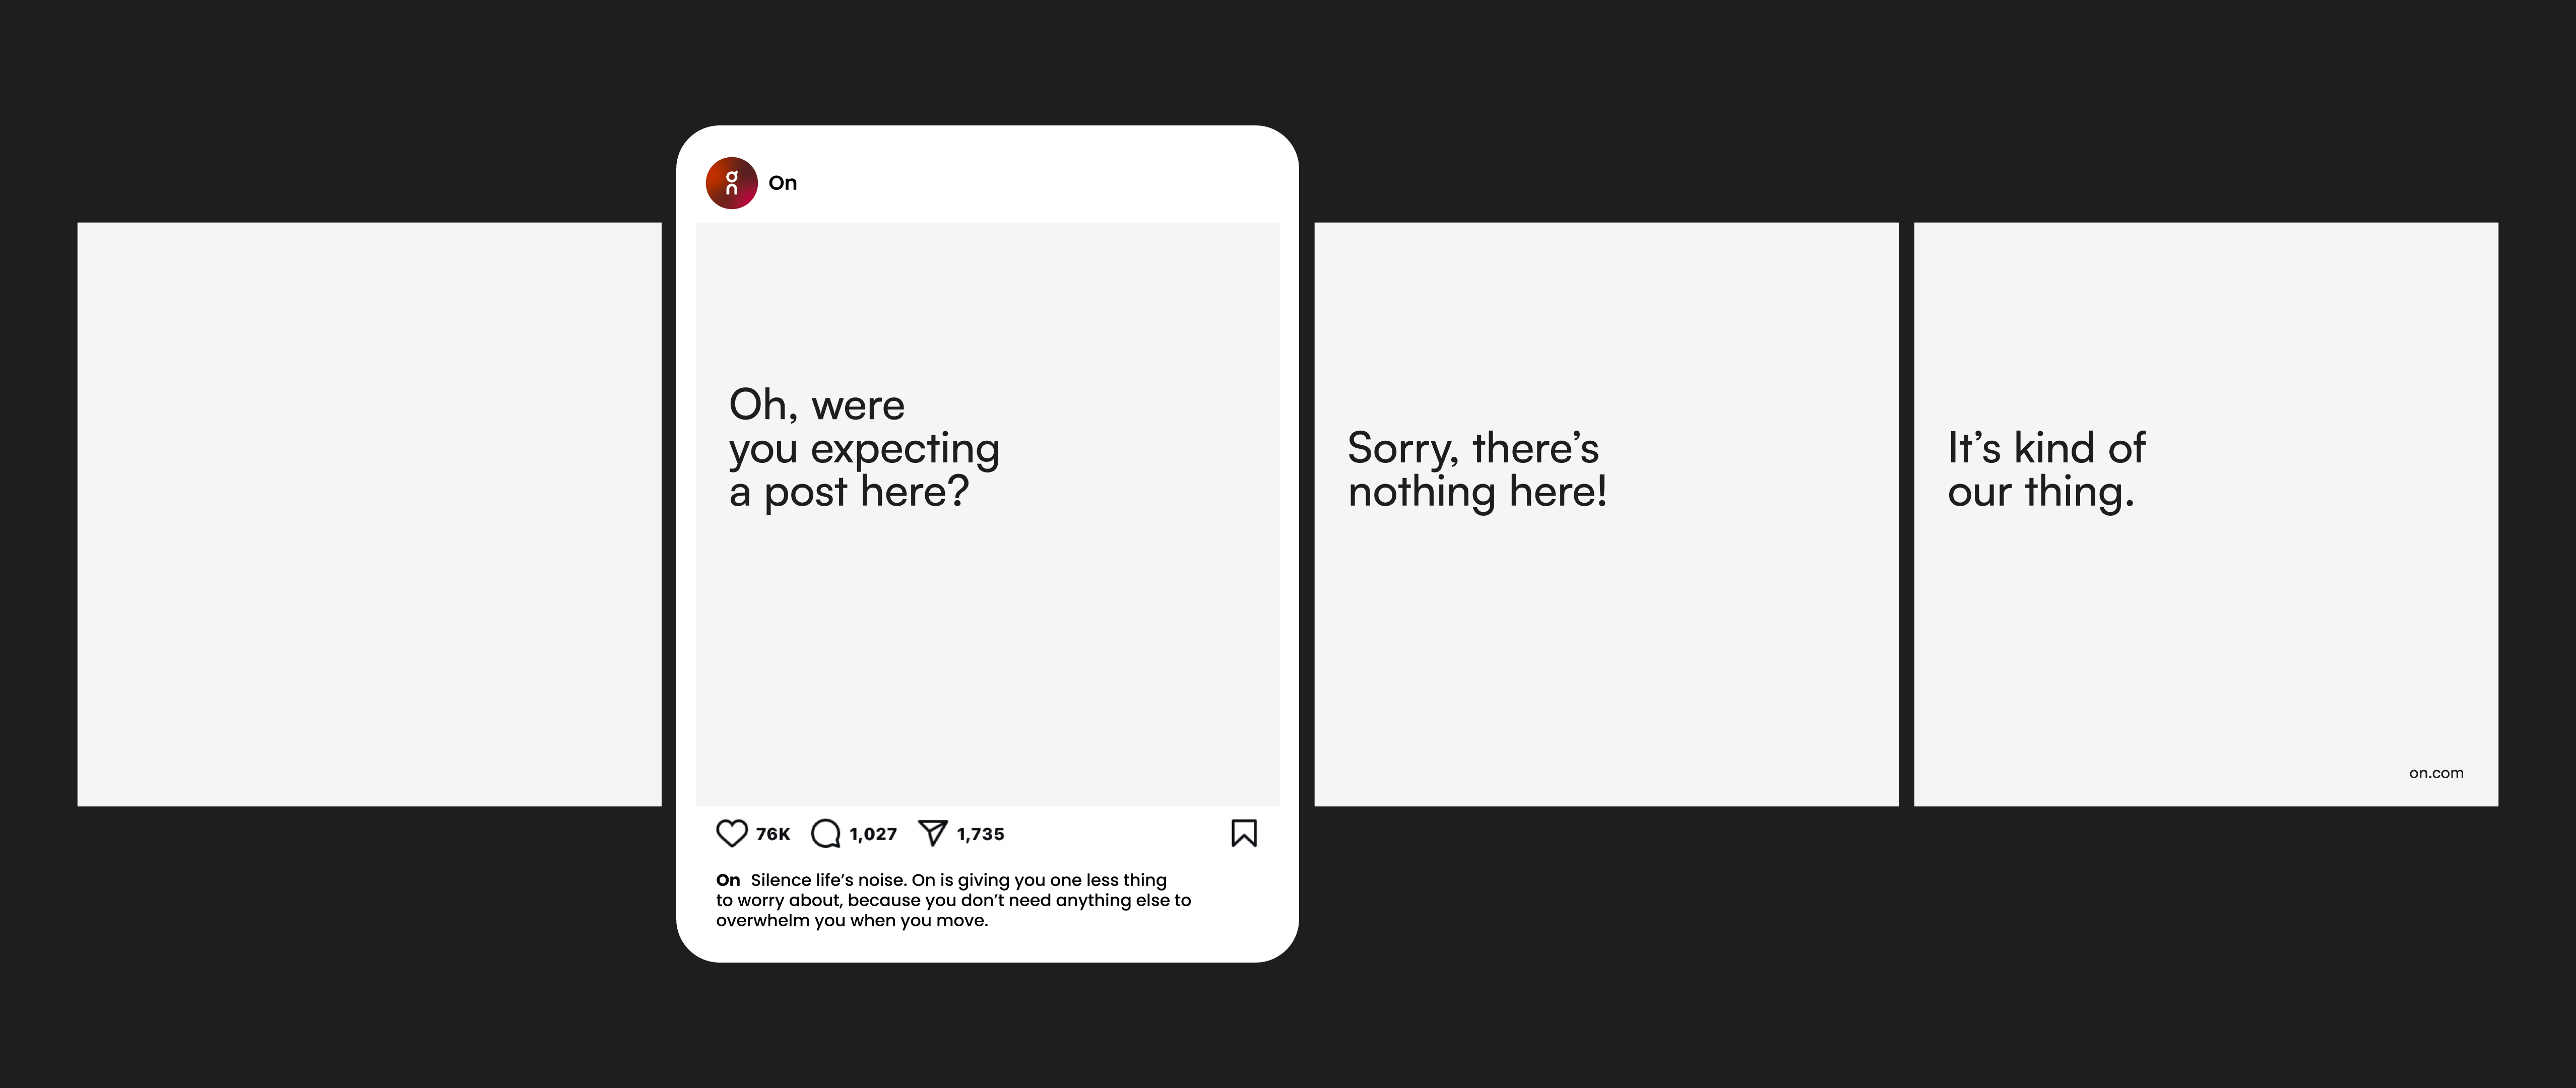 On
Oh, were
you expecting
a post here?
76K 1,027 1,735
On Silence life’s noise. On is giving you one less thing
to worry about, because you don’t need anything else to
overwhelm you when you move.
Sorry, there’s
nothing here!
It’s kind of
our thing.
on.com